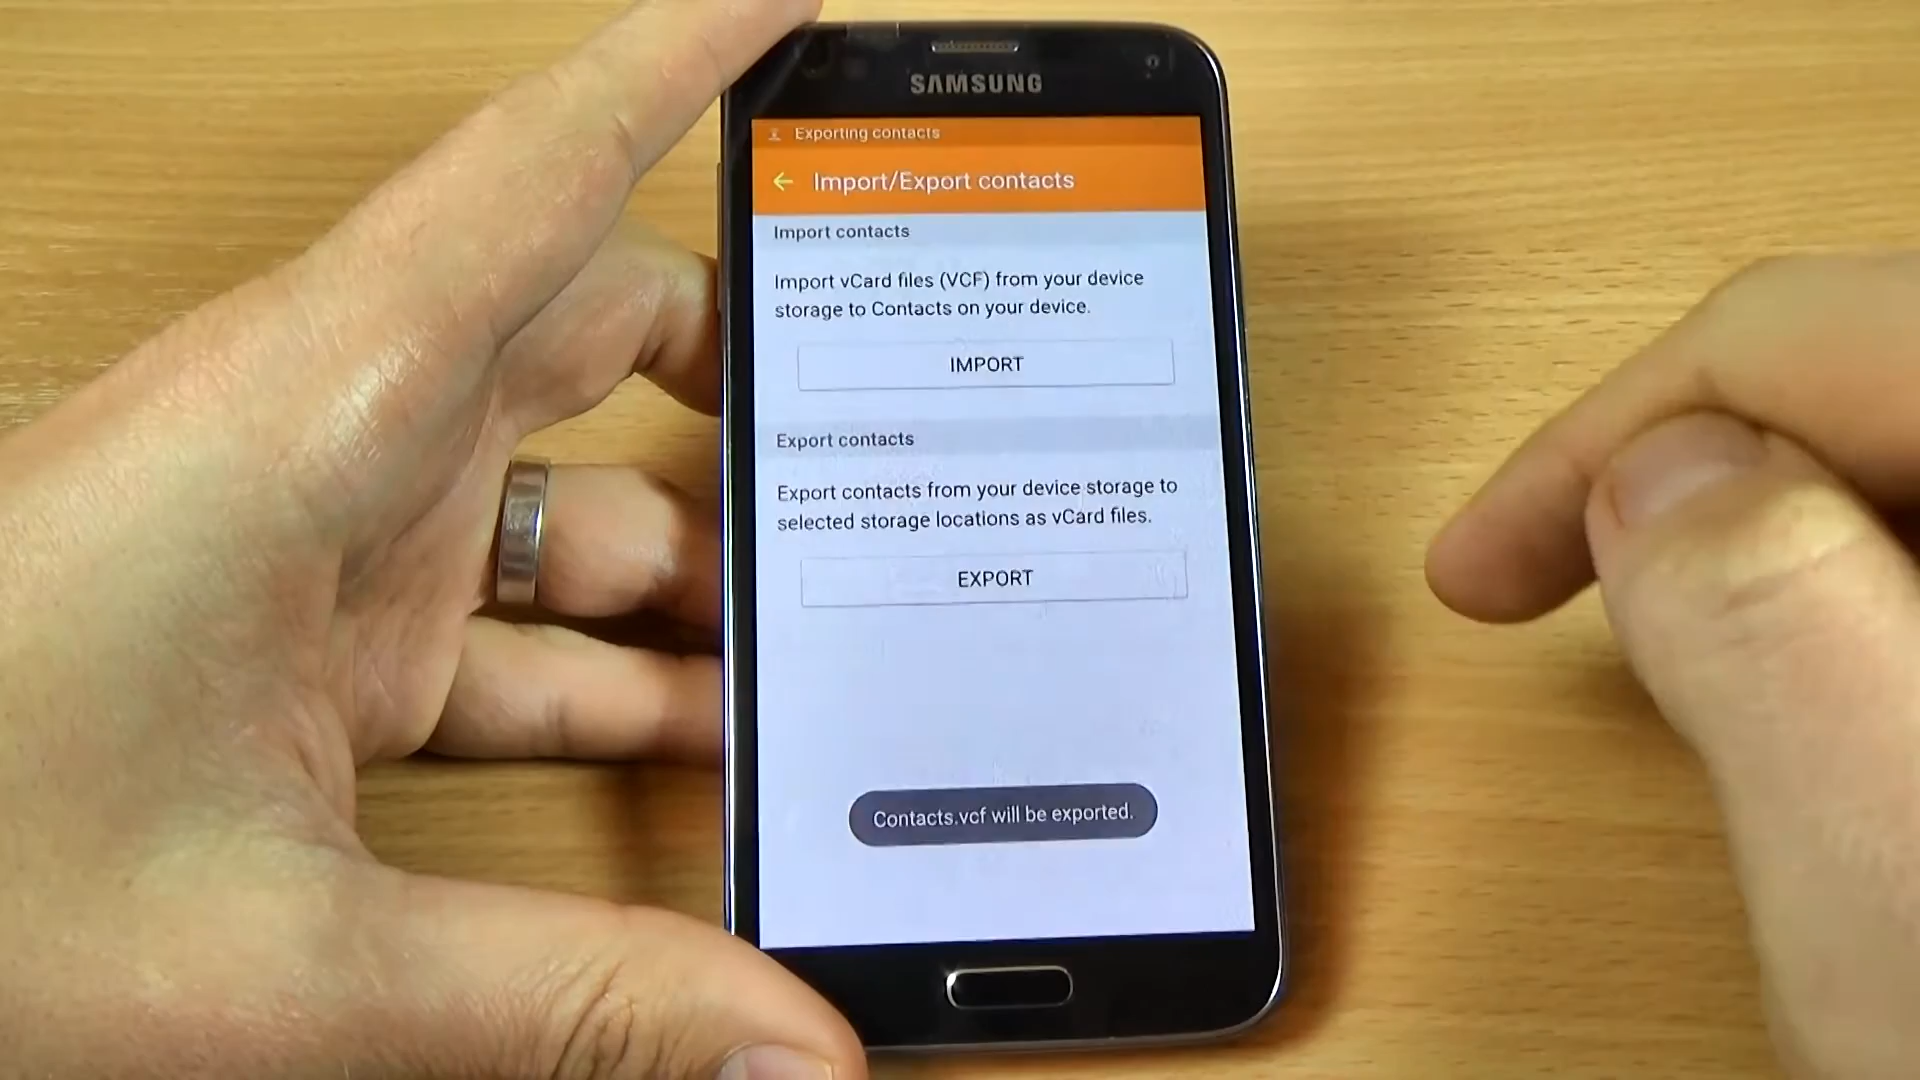 SAMSUNG
Exporting contacts
Import/Export contacts
Import contacts
Import vCard files (VCF) from your device
storage to Contacts on your device.
IMPORT
Export contacts
Export contacts from your device storage to
selected storage locations as vCard files.
EXPORT
Contacts.vcf will be exported.